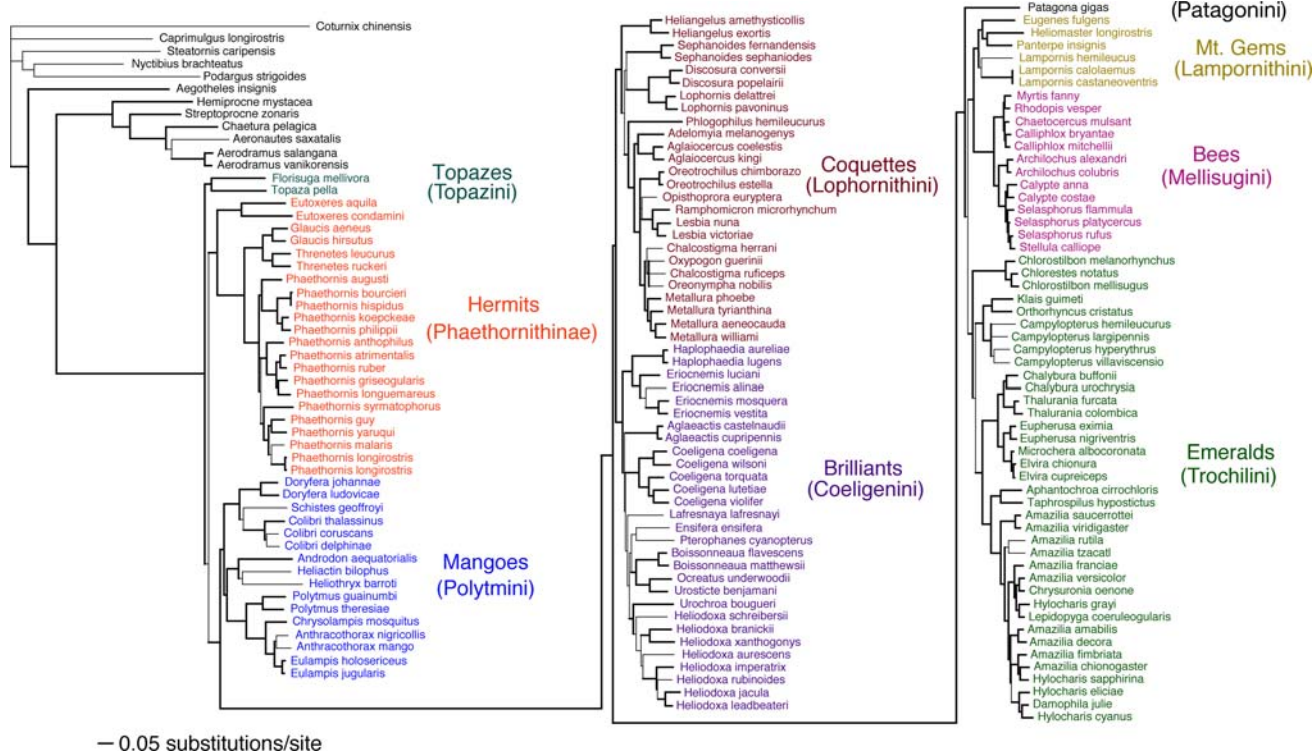 Coturnix chinensis
Caprimulgus longirostris
Steatornis caripensis
Nyctibius brachteatus
Podargus strigoides
Aegotheles insignis
Hemiprocne mystacea
Streptoprocne zonaris
Chaetura pelagica
Aeronautes saxatalis
Aerodramus salangana
Aerodramus vanikorensis
Topazes
(Topazini)
Florisuga mellivora
Topaza pella
Eutoxeres aquila
Eutoxeres condamini
Glaucis aeneus
Glaucis hirsutus
Threnetes leucurus
Threnetes ruckeri
Phaethornis augusti
Phaethornis bourcieri
Phaethornis hispidus
Phaethornis koepckeae
Phaethornis philippii
Phaethornis anthophilus
Phaethornis atrimentalis
Phaethornis ruber
Phaethornis griseogularis
Phaethornis longuemareus
Phaethornis syrmatophorus
Phaethornis guy
Phaethornis yaruqui
Phaethornis malaris
Phaethornis longirostris
Phaethornis longirostris
Hermits
(Phaethornithinae)
Doryfera johannae
Doryfera ludovicae
Schistes geoffroyi
Colibri thalassinus
Colibri coruscans
Colibri delphinae
Androdon aequatorialis
Heliactin bilophus
Heliothryx barroti
Polytmus guainumbi
Polytmus theresiae
Chrysolampis mosquitus
Anthracothorax nigricollis
Anthracothorax mango
Eulampis holosericeus
Eulampis jugularis
Mangoes
(Polytmini)
0.05 substitutions/site
Heliangelus amethysticollis
Heliangelus exortis
Sephanoides fernandensis
Sephanoides sephaniodes
Discosura conversii
Discosura popelairii
Lophornis delattrei
Lophornis pavoninus
Phlogophilus hemileucurus
Adelomyia melanogenys
Aglaiocercus coelestis
Aglaiocercus kingi
Oreotrochilus chimborazo
Oreotrochilus estella
Opisthoprora euryptera
Ramphomicron microrhynchum
Lesbia nuna
Lesbia victoriae
Chalcostigma herrani
Oxypogon guerinii
Chalcostigma ruficeps
Oreonympha nobilis
Metallura phoebe
Metallura tyrianthina
Metallura aeneocauda
Metallura williami
Coquettes
(Lophornithini)
Haplophaedia aureliae
Haplophaedia lugens
Eriocnemis luciani
Eriocnemis alinae
Eriocnemis mosquera
Eriocnemis vestita
Aglaeactis castelnaudii
Aglaeactis cupripennis
Coeligena coeligena
Coeligena wilsoni
Coeligena torquata
Coeligena lutetiae
Coeligena violifer
Lafresnaya lafresnayi
Ensifera ensifera
Pterophanes cyanopterus
Boissonneaua flavescens
Boissonneaua matthewsii
Ocreatus underwoodii
Urosticte benjamani
Urochroa bougueri
Heliodoxa schreibersii
Heliodoxa branickii
Heliodoxa xanthogonys
Heliodoxa aurescens
Heliodoxa imperatrix
Heliodoxa rubinoides
Heliodoxa jacula
Heliodoxa leadbeateri
Brilliants
(Coeligenini)
Patagona gigas
(Patagonini)
Eugenes fulgens
Heliomaster longirostris
Panterpe insignis
Lampornis hemileucus
Lampornis calolaemus
Lampornis castaneoventris
Mt. Gems
(Lampornithini)
Myrtis fanny
Rhodopis vesper
Chaetocercus mulsant
Calliphlox bryantae
Calliphlox mitchellii
Archilochus alexandri
Archilochus colubris
Calypte anna
Calypte costae
Selasphorus flammula
Selasphorus platycercus
Selasphorus rufus
Stellula calliope
Bees
(Mellisugini)
Chlorostilbon melanorhynchus
Chlorestes notatus
Chlorostilbon mellisugus
Klais guimeti
Orthorhyncus cristatus
Campylopterus hemileucurus
Campylopterus largipennis
Campylopterus hyperythrus
Campylopterus villaviscensio
Chalybura buffonii
Chalybura urochrysia
Thalurania furcata
Thalurania colombica
Eupherusa eximia
Eupherusa nigriventris
Microchera albocoronata
Elvira chionura
Elvira cupreiceps
Aphantochroa cirrochloris
Taphrospilus hypostictus
Amazilia saucerrottei
Amazilia viridigaster
Amazilia rutila
Amazilia tzacatl
Amazilia franciae
Amazilia versicolor
Chrysuronia oenone
Hylocharis grayi
Lepidopyga coeruleogularis
Amazilia amabilis
Amazilia decora
Amazilia fimbriata
Amazilia chionogaster
Hylocharis sapphirina
Hylocharis eliciae
Damophila julie
Hylocharis cyanus
Emeralds
(Trochilini)